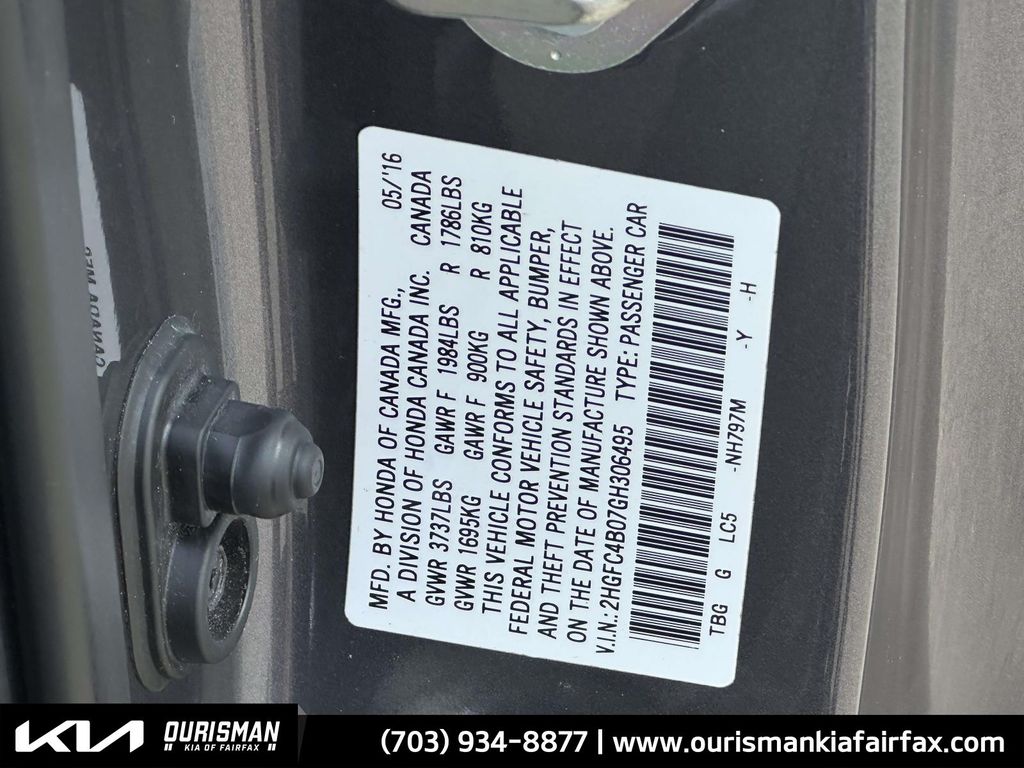 MFD. BY HONDA OF CANADA MFG., 05/'16
A DIVISION OF HONDA CANADA INC. CANADA
GWR 3737LBS GAWR F 1984LBS R 1786LBS
GWR 1695KG GAWR F 900KG R 810KG
THIS VEHICLE CONFORMS TO ALL APPLICABLE
FEDERAL MOTOR VEHICLE SAFETY, BUMPER,
AND THEFT PREVENTION STANDARDS IN EFFECT
ON THE DATE OF MANUFACTURE SHOWN ABOVE.
V.I.N.:2HGFC4B07GH306495 TYPE: PASSENGER CAR
TBG G LC5 -NH797M -Y -H
KIA
OURISMAN
KIA OF FAIRFAX
(703) 934-8877 | www.ourismankiafairfax.com